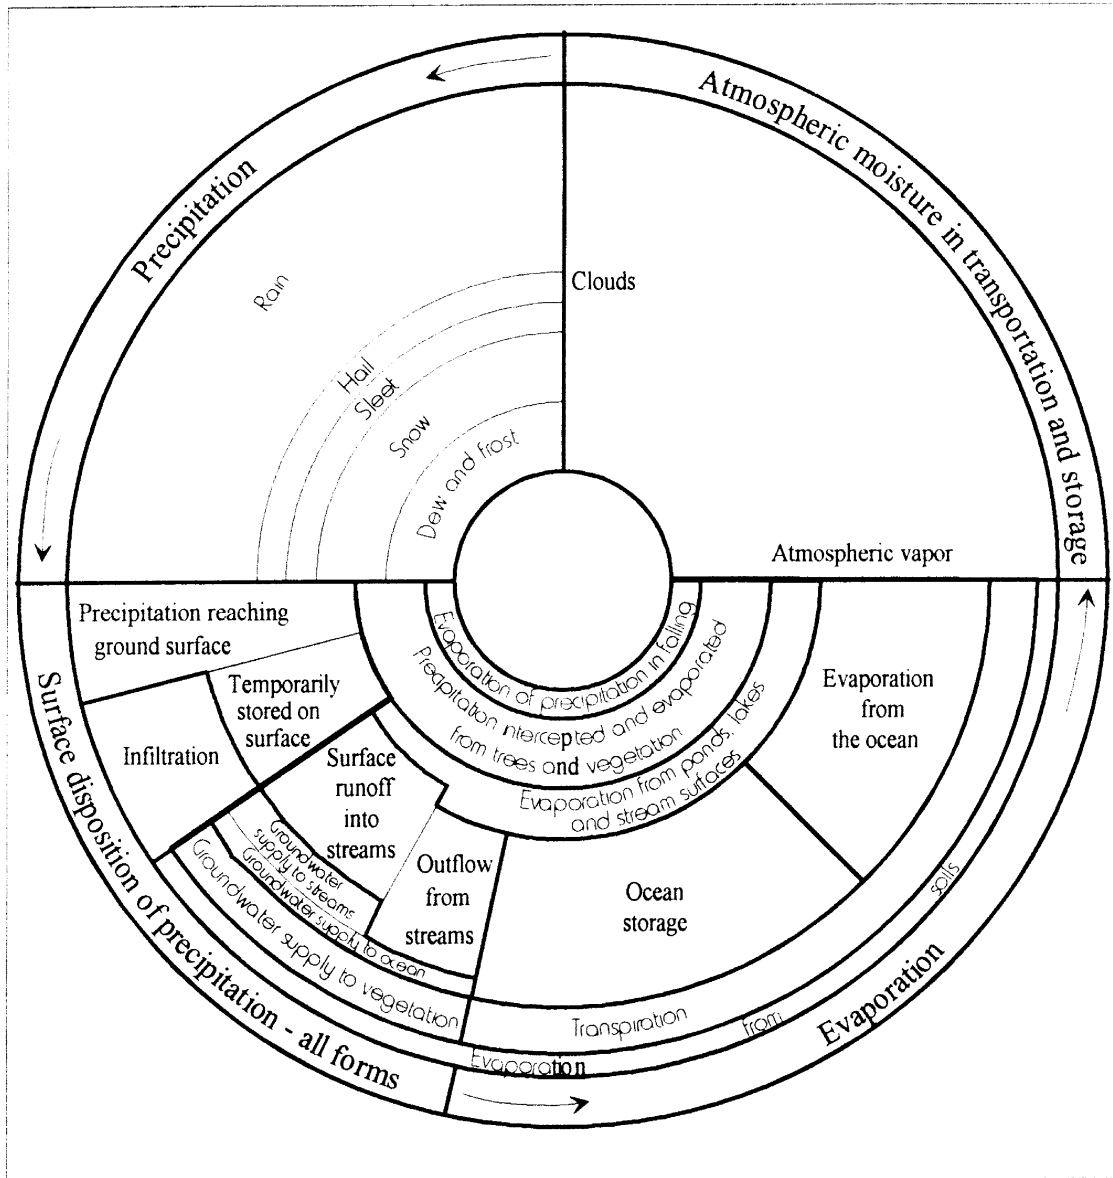 Atmospheric moisture in transportation and storage
Precipitation
Rain
Clouds
Hail
Sleet
Snow
Dew and frost
Atmospheric vapor
Precipitation reaching
ground surface
Temporarily
stored on
surface
Infiltration
Evaporation of precipitation in falling
Precipitation ntercepted and evaporated
from trees and vegetation
Evaporation from ponds, lakes
and stream surfaces
Evaporation
from
the ocean
Surface
runoff
into
streams
Groundwater
supply to streams
Groundwater supply to ocean
Groundwater supply to vegetation
Outflow
from
streams
Ocean
storage
Transpiration
Evaporation from soils
Surface disposition of precipitation - all forms
Evaporation